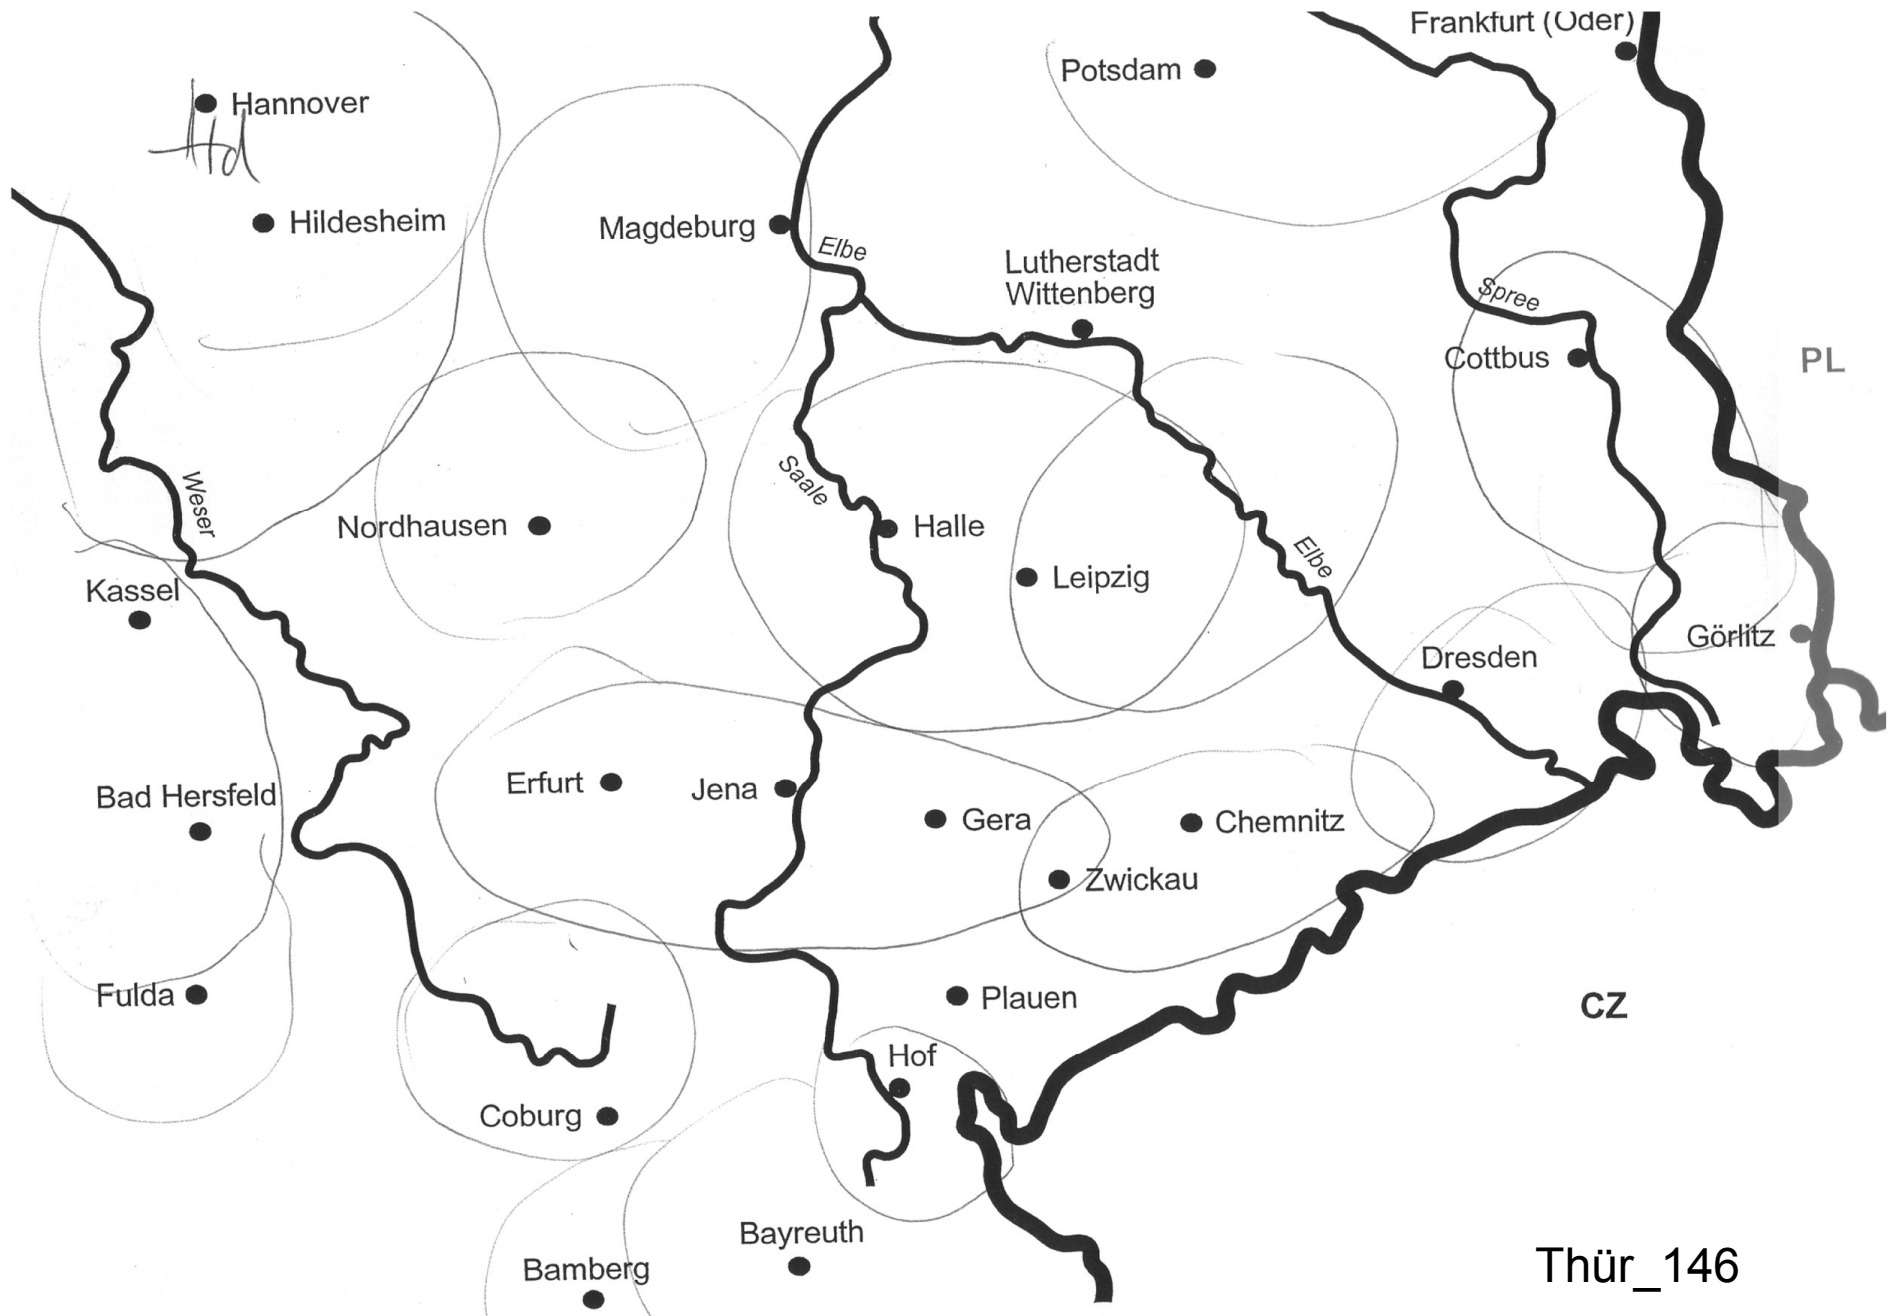 Frankfurt (Oder)
Potsdam
Hannover
Htd
Hildesheim
Magdeburg
Elbe
Lutherstadt
Wittenberg
Spree
Cottbus
PL
Saale
Weser
Nordhausen
Halle
Elbe
Leipzig
Kassel
Görlitz
Dresden
Erfurt
Jena
Bad Hersfeld
Gera
Chemnitz
Zwickau
Fulda
Plauen
CZ
Hof
Coburg
Bayreuth
Bamberg
Thür_146